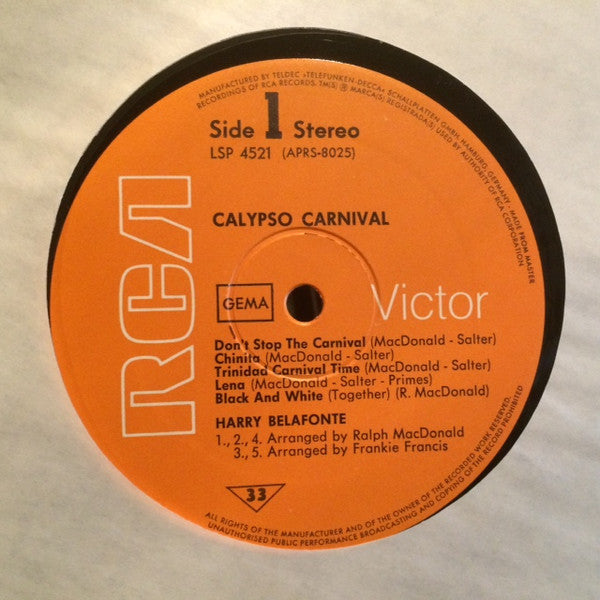 MANUFACTURED BY TELDEC »TELEFUNKEN-DECCA« SCHALLPLATTEN GMBH, HAMBURG, GERMANY - MADE FROM MASTER
RECORDINGS OF RCA RECORDS. TM(S) ® MARCA(S) REGISTRADA(S) USED BY AUTHORITY OF RCA CORPORATION
Side 1 Stereo
LSP 4521 (APRS-8025)
CALYPSO CARNIVAL
RCA
GEMA
Victor
Don't Stop The Carnival (MacDonald - Salter)
Chinita (MacDonald - Salter)
Trinidad Carnival Time (MacDonald - Salter)
Lena (MacDonald - Salter - Primes)
Black And White (Together) (R. MacDonald)
HARRY BELAFONTE
1., 2., 4. Arranged by Ralph MacDonald
3., 5. Arranged by Frankie Francis
33
ALL RIGHTS OF THE MANUFACTURER AND OF THE OWNER OF THE RECORDED WORK RESERVED.
UNAUTHORISED PUBLIC PERFORMANCE BROADCASTING AND COPYING OF THE RECORD PROHIBITED